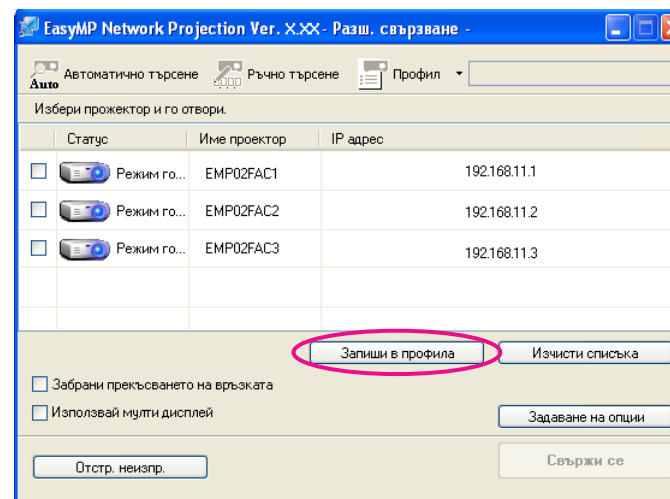 EasyMP Network Projection Ver. X.XX - Разш. свързване -
Auto Автоматично търсене Ръчно търсене Профил
Избери прожектор и го отвори.
Статус Име проектор IP адрес
Режим го... EMP02FAC1 192.168.11.1
Режим го... EMP02FAC2 192.168.11.2
Режим го... EMP02FAC3 192.168.11.3
Запиши в профила Изчисти списъка
Забрани прекъсването на връзката
Използвай мулти дисплей
Задаване на опции
Отстр. неизпр. Свържи се